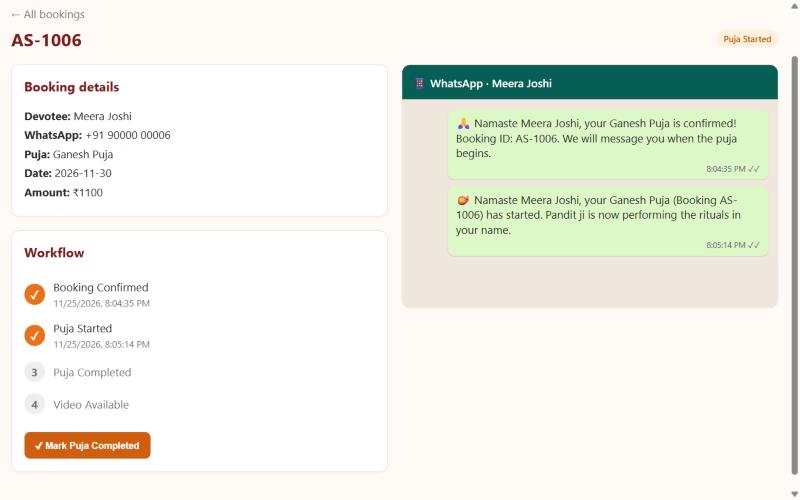 ← All bookings
AS-1006
Puja Started
Booking details
Devotee: Meera Joshi
WhatsApp: +91 90000 00006
Puja: Ganesh Puja
Date: 2026-11-30
Amount: ₹1100
Workflow
✓ Booking Confirmed
11/25/2026, 8:04:35 PM
✓ Puja Started
11/25/2026, 8:05:14 PM
3 Puja Completed
4 Video Available
✓ Mark Puja Completed
📱 WhatsApp · Meera Joshi
🙏 Namaste Meera Joshi, your Ganesh Puja is confirmed!
Booking ID: AS-1006. We will message you when the puja
begins.
8:04:35 PM ✓✓
🪔 Namaste Meera Joshi, your Ganesh Puja (Booking AS-
1006) has started. Pandit ji is now performing the rituals in
your name.
8:05:14 PM ✓✓